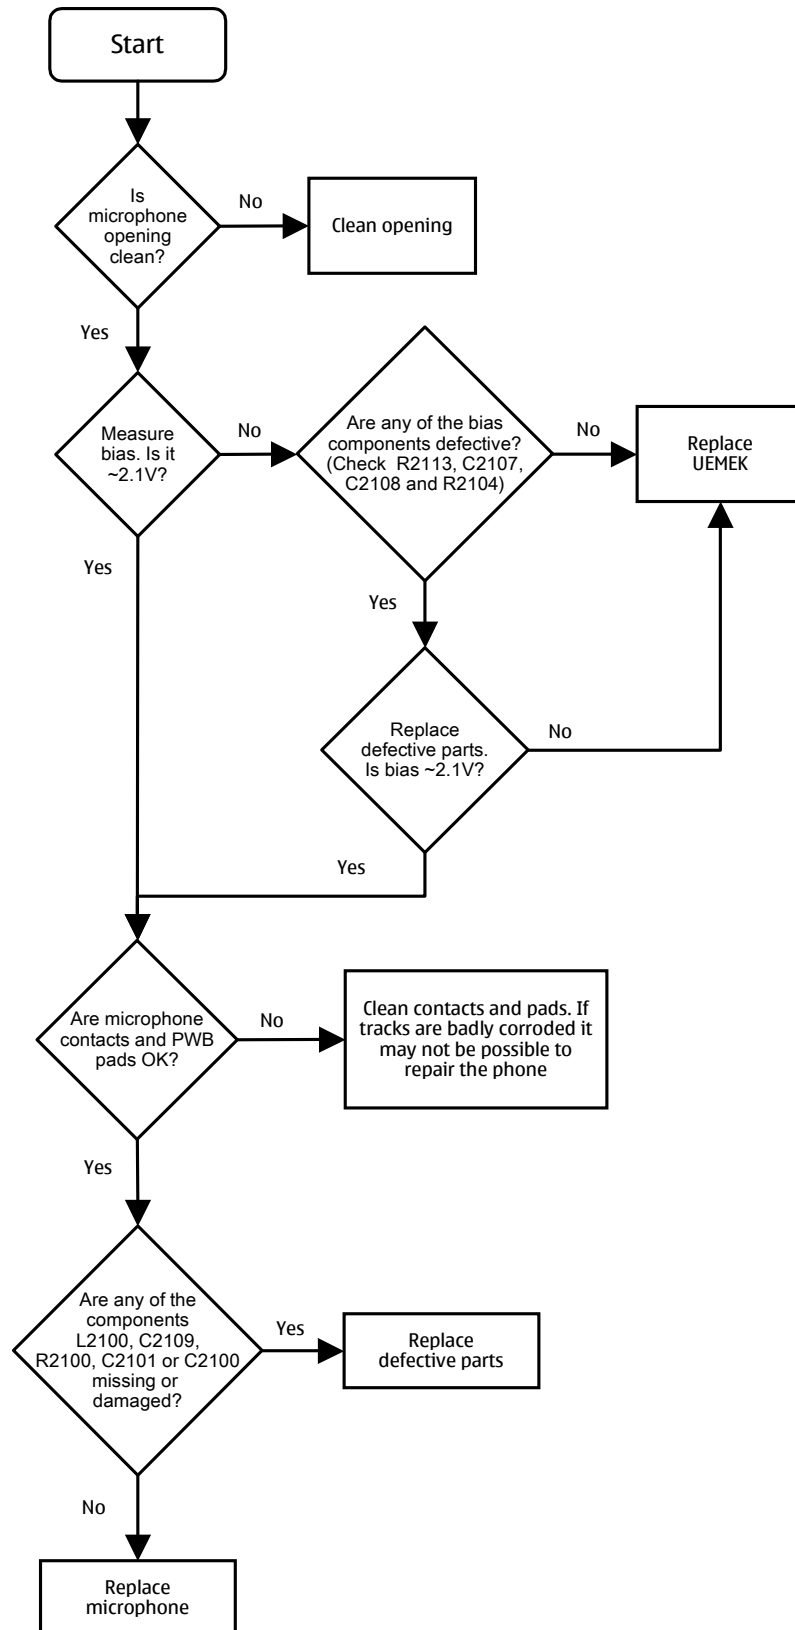 Start
Is
microphone
opening
clean?
No
Clean opening
Yes
Measure
bias. Is it
~2.1V?
No
Are any of the bias
components defective?
(Check R2113, C2107,
C2108 and R2104)
No
Replace
UEMEK
Yes
Yes
Replace
defective parts.
Is bias ~2.1V?
No
Yes
Are microphone
contacts and PWB
pads OK?
No
Clean contacts and pads. If
tracks are badly corroded it
may not be possible to
repair the phone
Yes
Are any of the
components
L2100, C2109,
R2100, C2101 or C2100
missing or
damaged?
Yes
Replace
defective parts
No
Replace
microphone